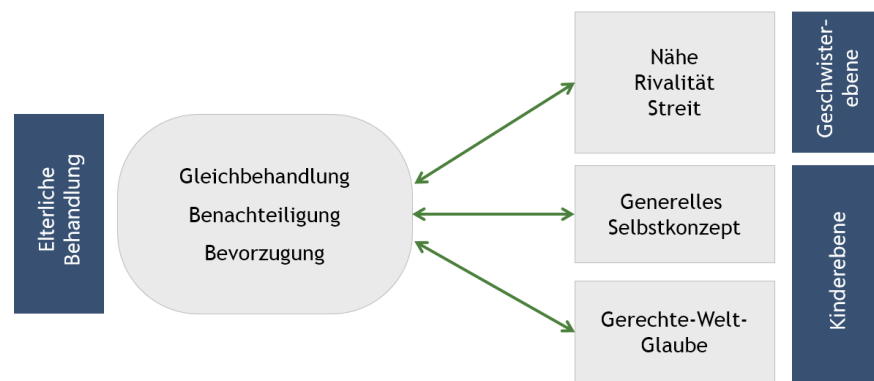 Elterliche
Behandlung
Gleichbehandlung
Benachteiligung
Bevorzugung
Nähe
Rivalität
Streit
Geschwister-
ebene
Generelles
Selbstkonzept
Gerechte-Welt-
Glaube
Kinderebene